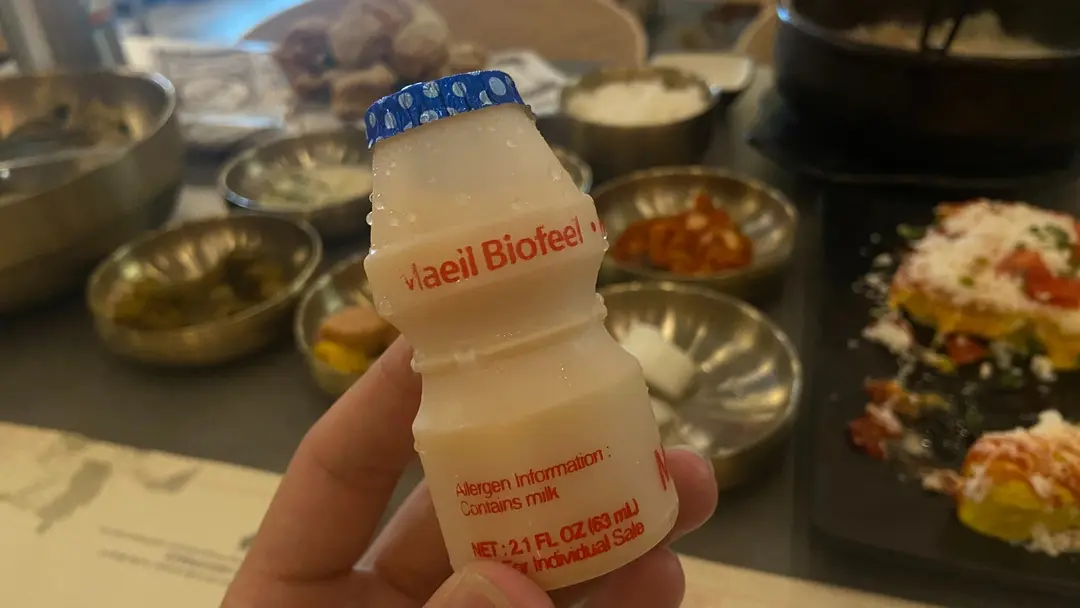 Maeil Biofeel
Allergen Information :
Contains milk
NET : 2.1 FL OZ (63 mL)
For Individual Sale